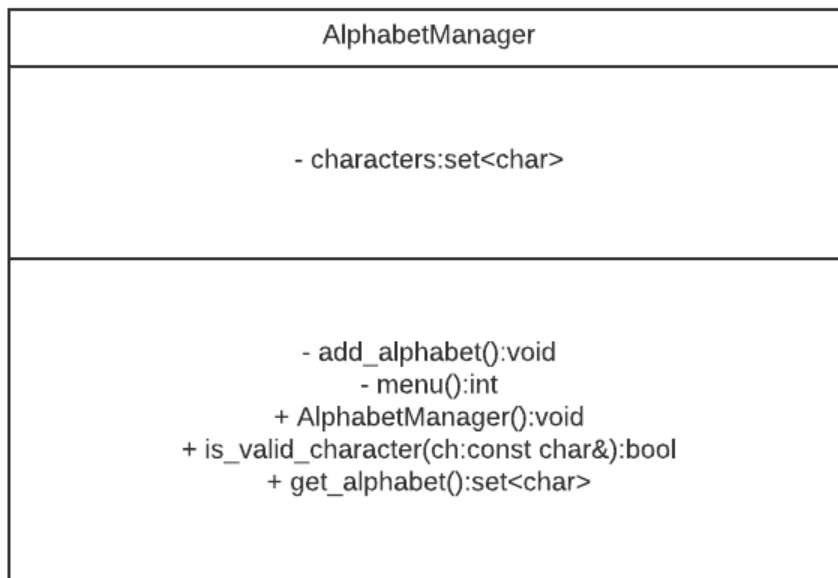 AlphabetManager
- characters:set<char>
- add_alphabet():void
- menu():int
+ AlphabetManager():void
+ is_valid_character(ch:const char&):bool
+ get_alphabet():set<char>